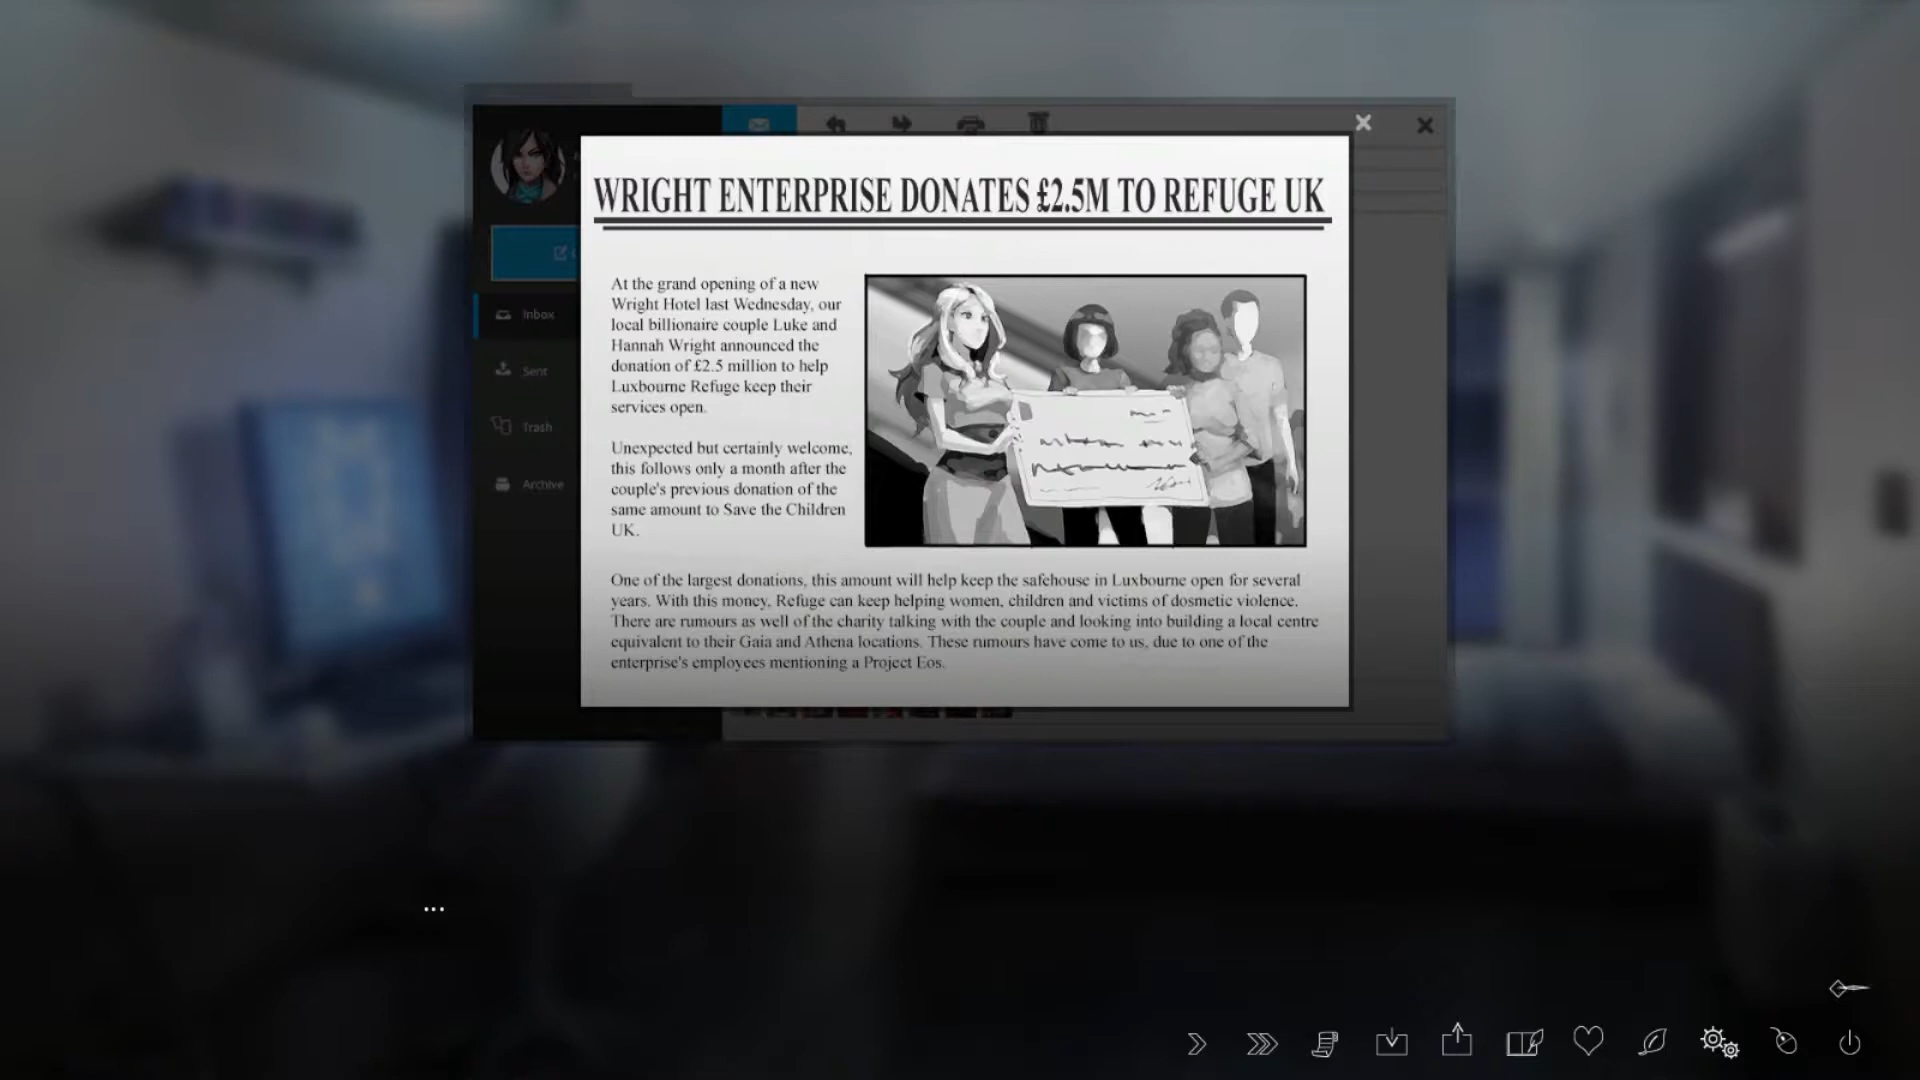 WRIGHT ENTERPRISE DONATES £2.5M TO REFUGE UK
At the grand opening of a new
Wright Hotel last Wednesday, our
local billionaire couple Luke and
Hannah Wright announced the
donation of £2.5 million to help
Luxbourne Refuge keep their
services open.
Unexpected but certainly welcome,
this follows only a month after the
couple's previous donation of the
same amount to Save the Children
UK.
One of the largest donations, this amount will help keep the safehouse in Luxbourne open for several
years. With this money, Refuge can keep helping women, children and victims of dosmetic violence.
There are rumours as well of the charity talking with the couple and looking into building a local centre
equivalent to their Gaia and Athena locations. These rumours have come to us, due to one of the
enterprise's employees mentioning a Project Eos.
Inbox
Sent
Trash
Archive
...